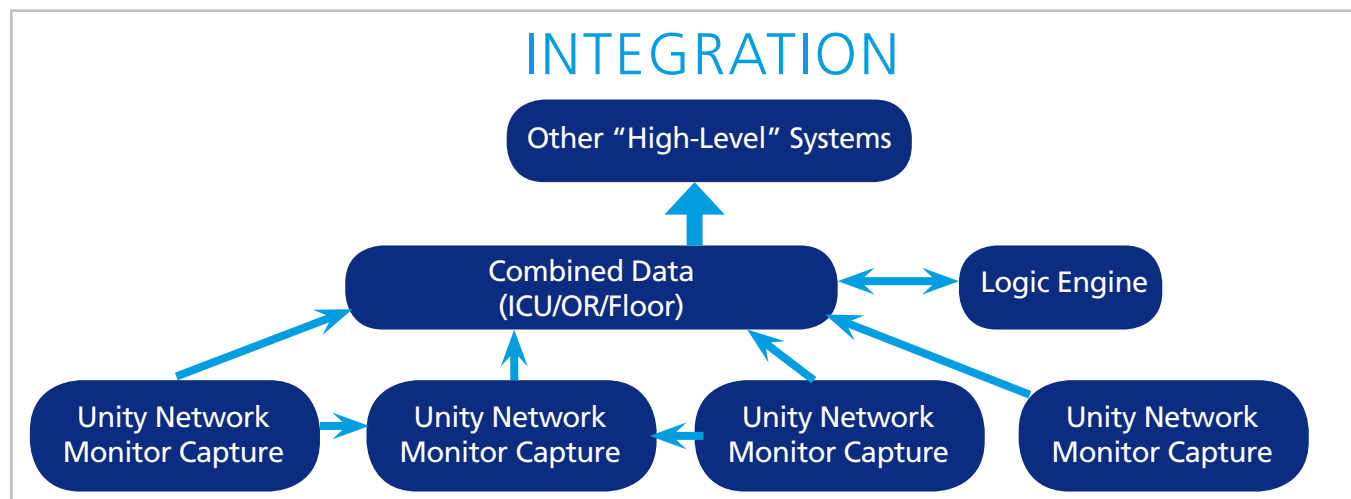 INTEGRATION
Other “High-Level” Systems
Combined Data
(ICU/OR/Floor)
Logic Engine
Unity Network
Monitor Capture
Unity Network
Monitor Capture
Unity Network
Monitor Capture
Unity Network
Monitor Capture